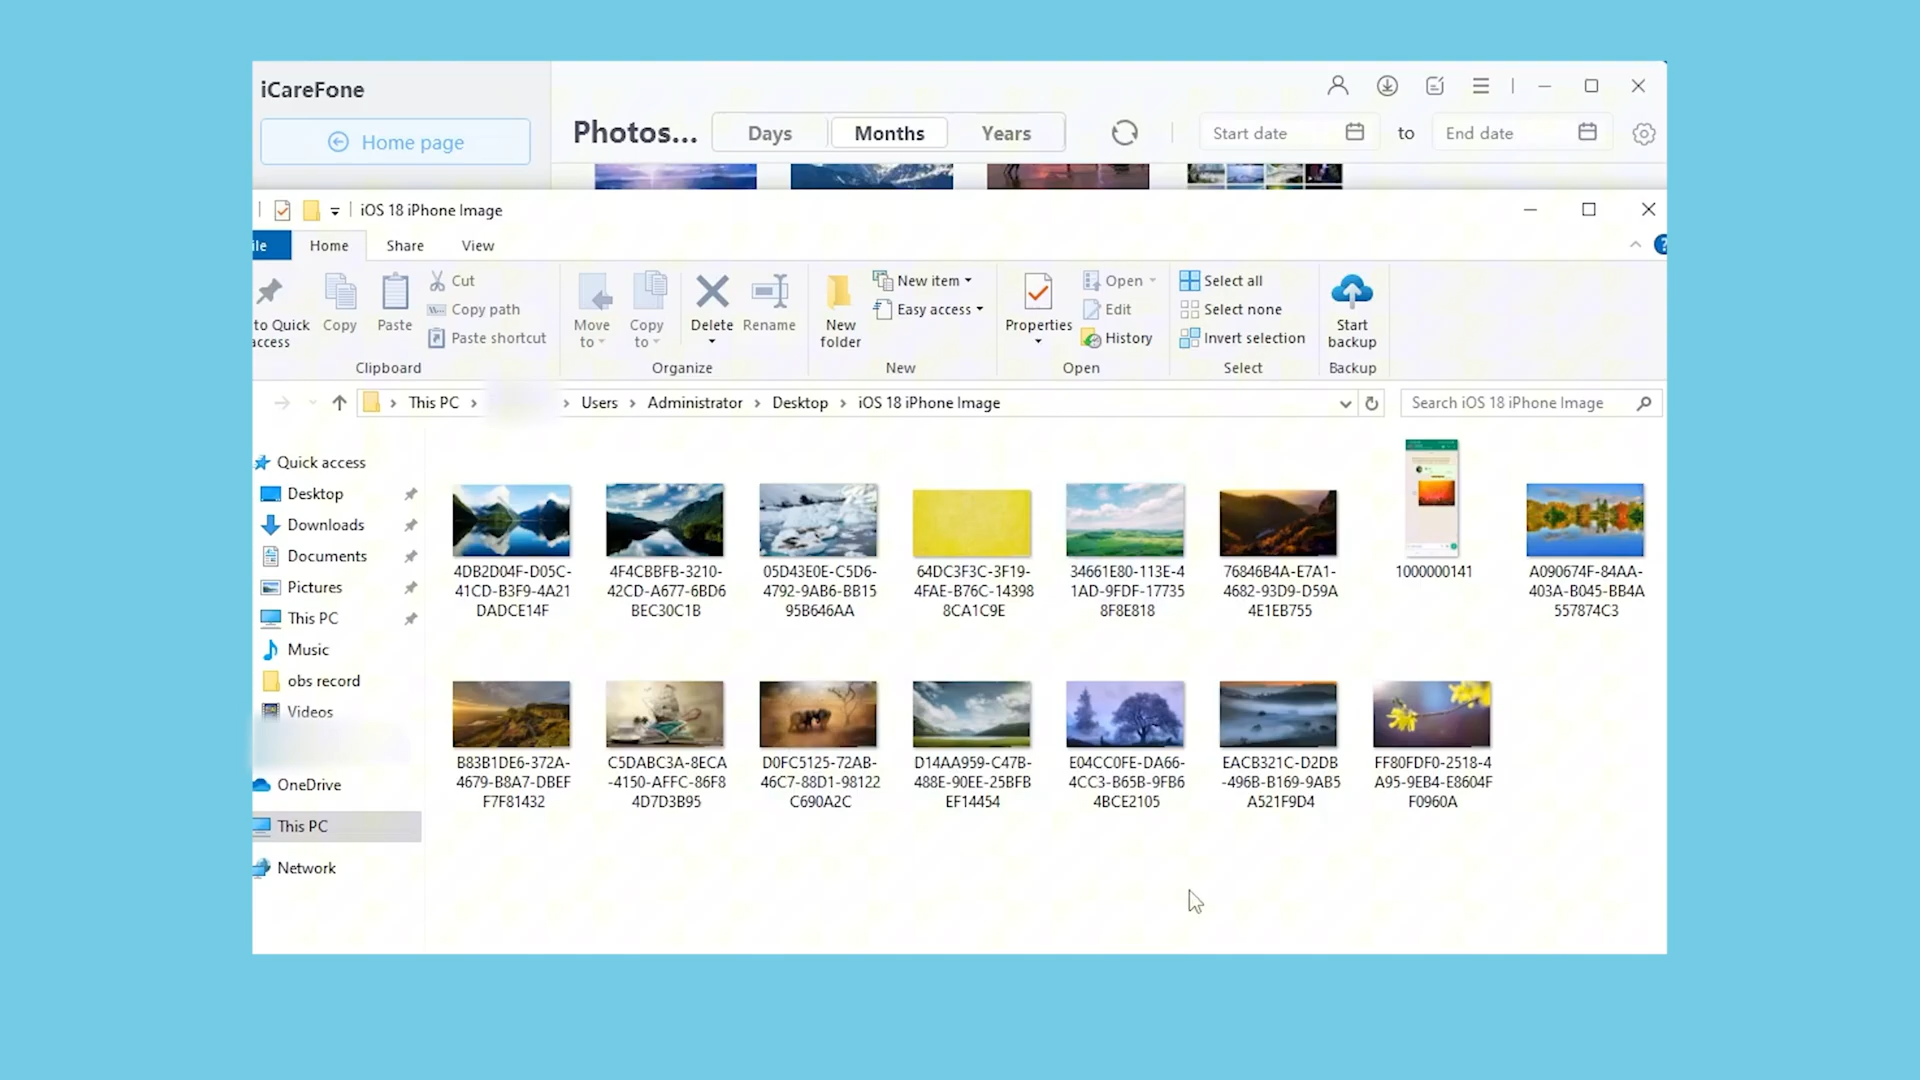 iCareFone
Home page
Photos... Days Months Years Start date to End date
iOS 18 iPhone Image
ile Home Share View ?
to Quick
access
Copy
Paste
Cut
Copy path
Paste shortcut
Clipboard
Move
to
Copy
to
Delete
Rename
Organize
New
folder
New item
Easy access
New
Properties
Open
Edit
History
Open
Select all
Select none
Invert selection
Select
Start
backup
Backup
This PC Users Administrator Desktop iOS 18 iPhone Image
Search iOS 18 iPhone Image
Quick access
Desktop
Downloads
Documents
Pictures
This PC
Music
obs record
Videos
OneDrive
This PC
Network
4DB2D04F-D05C-
41CD-B3F9-4A21
DADCE14F
4F4CBBFB-3210-
42CD-A677-6BD6
BEC30C1B
05D43E0E-C5D6-
4792-9AB6-BB15
95B646AA
64DC3F3C-3F19-
4FAE-B76C-14398
8CA1C9E
34661E80-113E-4
1AD-9FDF-17735
8F8E818
76846B4A-E7A1-
4682-93D9-D59A
4E1EB755
1000000141
A090674F-84AA-
403A-B045-BB4A
557874C3
B83B1DE6-372A-
4679-B8A7-DBEF
F7F81432
C5DABC3A-8ECA
-4150-AFFC-86F8
4D7D3B95
D0FC5125-72AB-
46C7-88D1-98122
C690A2C
D14AA959-C47B-
488E-90EE-25BFB
EF14454
E04CC0FE-DA66-
4CC3-B65B-9FB6
4BCE2105
EACB321C-D2DB
-496B-B169-9AB5
A521F9D4
FF80FDF0-2518-4
A95-9EB4-E8604F
F0960A